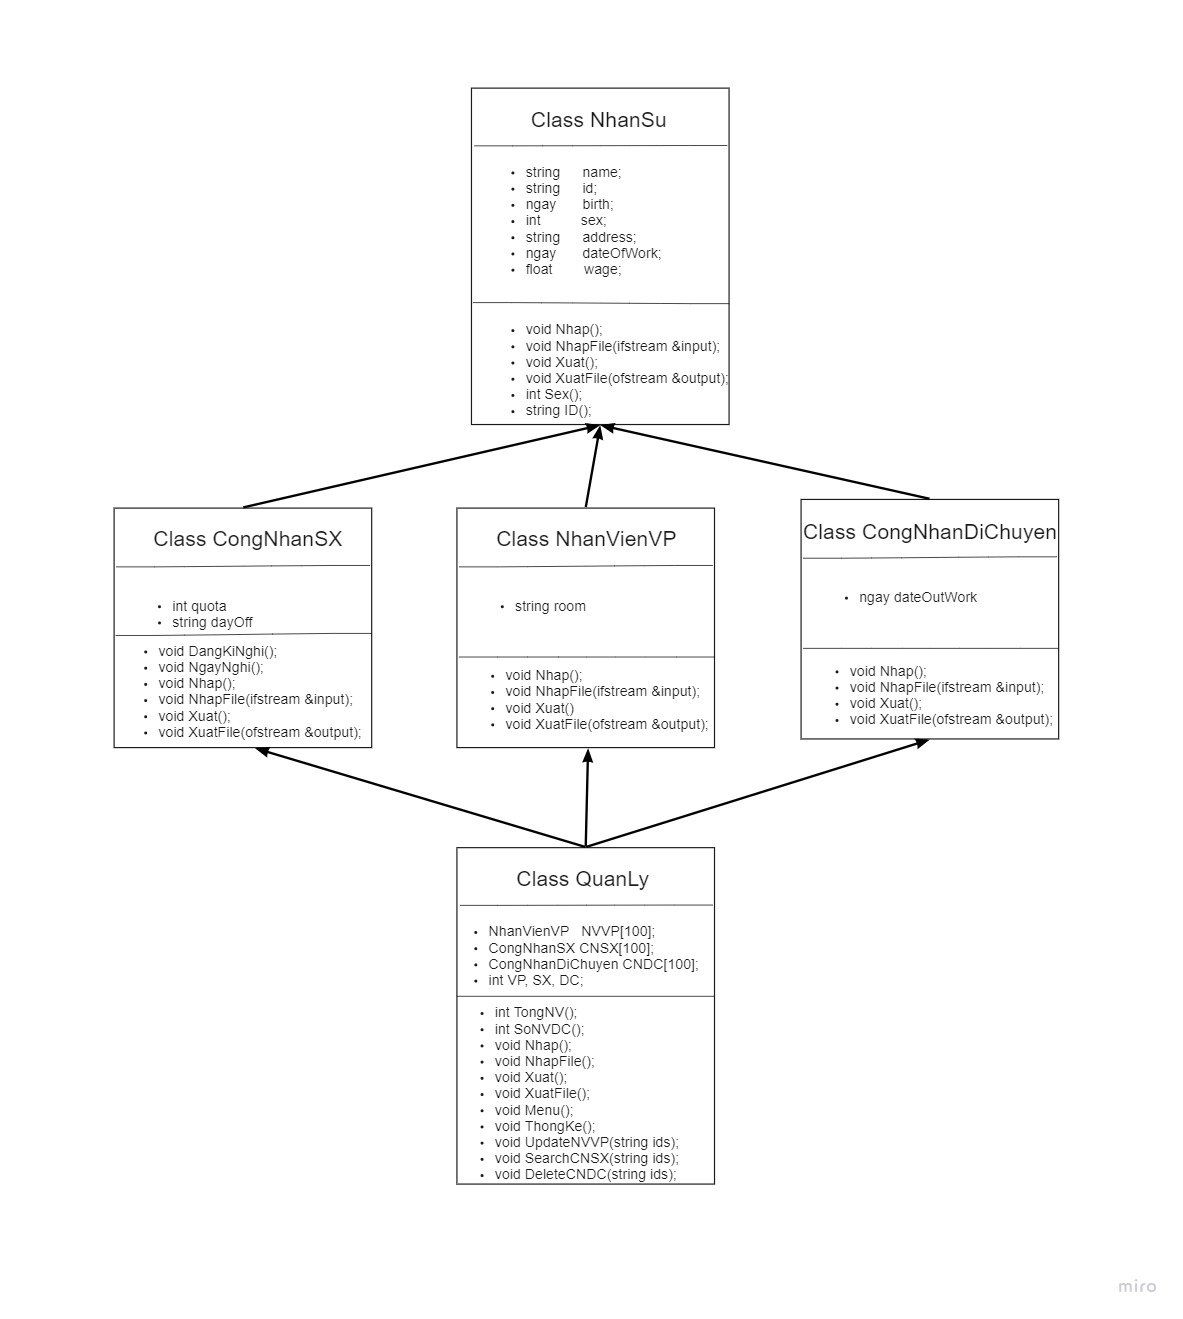 Class NhanSu
• string name;
• string id;
• ngay birth;
• int sex;
• string address;
• ngay dateOfWork;
• float wage;
• void Nhap();
• void NhapFile(ifstream &input);
• void Xuat();
• void XuatFile(ofstream &output);
• int Sex();
• string ID();
Class CongNhanSX
• int quota
• string dayOff
• void DangKiNghi();
• void NgayNghi();
• void Nhap();
• void NhapFile(ifstream &input);
• void Xuat();
• void XuatFile(ofstream &output);
Class NhanVienVP
• string room
• void Nhap();
• void NhapFile(ifstream &input);
• void Xuat()
• void XuatFile(ofstream &output);
Class CongNhanDiChuyen
• ngay dateOutWork
• void Nhap();
• void NhapFile(ifstream &input);
• void Xuat();
• void XuatFile(ofstream &output);
Class QuanLy
• NhanVienVP NVVP[100];
• CongNhanSX CNSX[100];
• CongNhanDiChuyen CNDC[100];
• int VP, SX, DC;
• int TongNV();
• int SoNVDC();
• void Nhap();
• void NhapFile();
• void Xuat();
• void XuatFile();
• void Menu();
• void ThongKe();
• void UpdateNVVP(string ids);
• void SearchCNSX(string ids);
• void DeleteCNDC(string ids);
miro